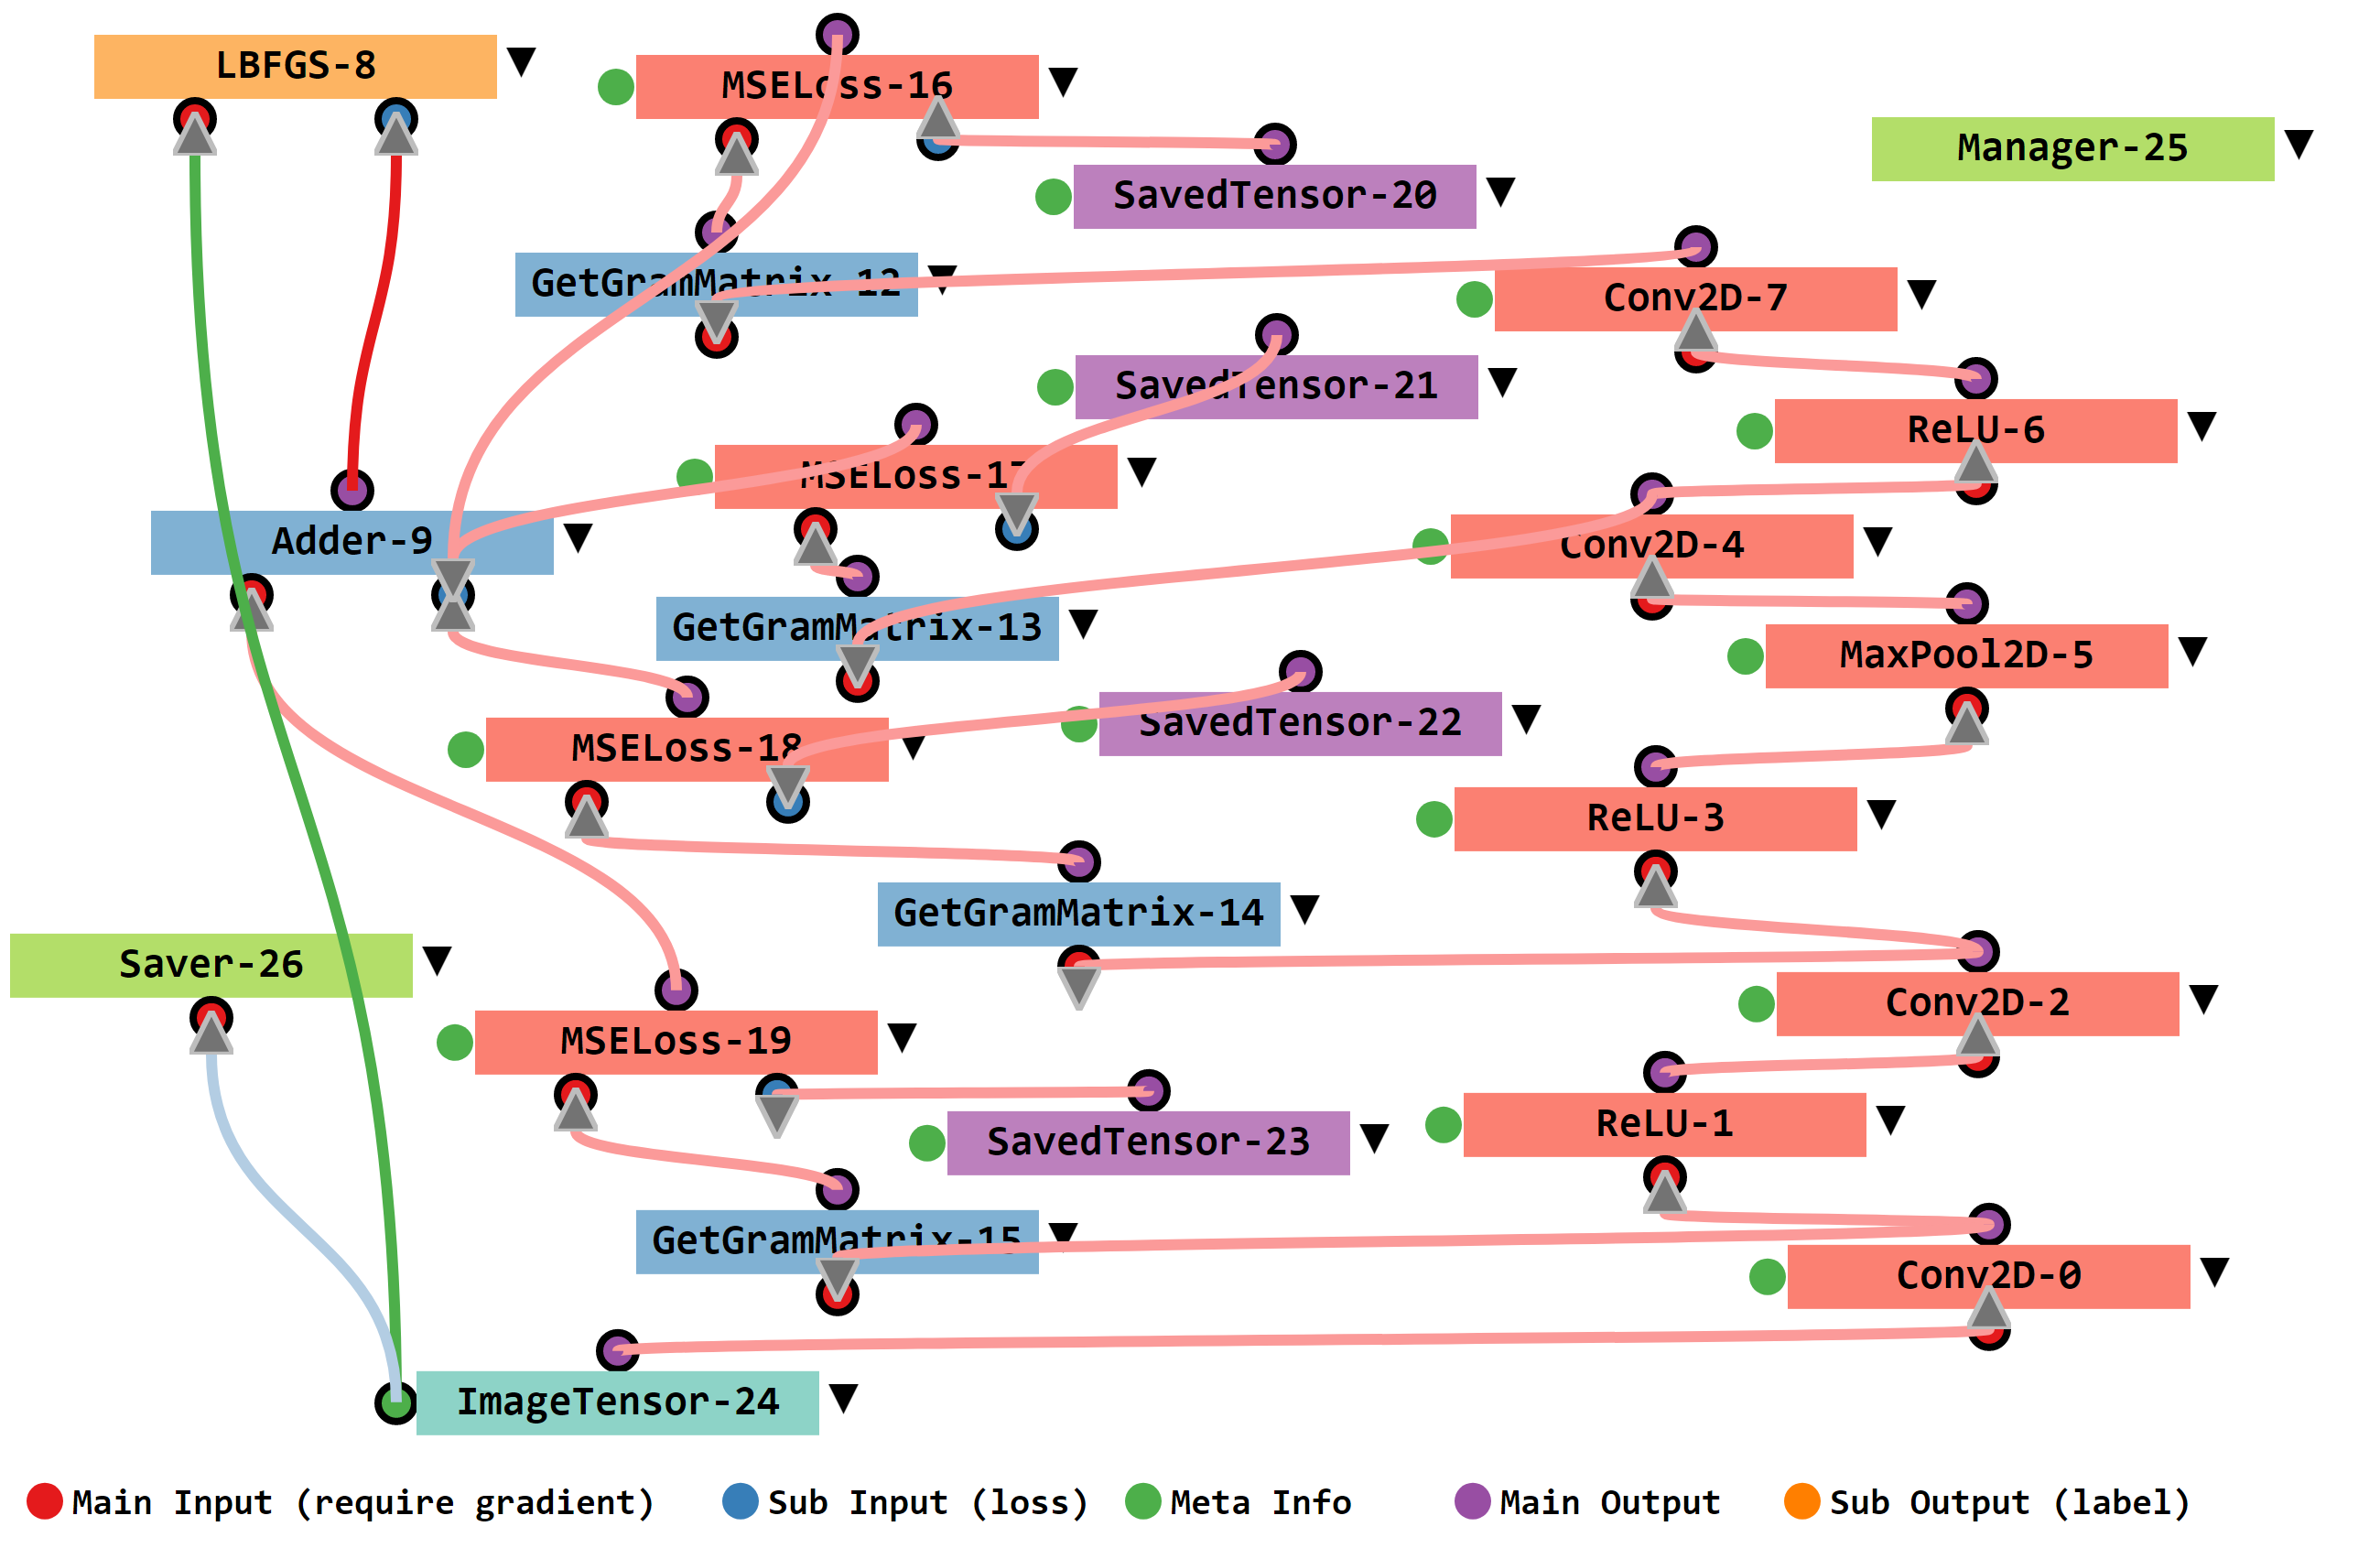 LBFGS-8
MSELoss-16
Manager-25
SavedTensor-20
GetGramMatrix-12
Conv2D-7
SavedTensor-21
ReLU-6
MSELoss-17
Adder-9
Conv2D-4
GetGramMatrix-13
MaxPool2D-5
SavedTensor-22
MSELoss-18
ReLU-3
GetGramMatrix-14
Saver-26
Conv2D-2
MSELoss-19
ReLU-1
SavedTensor-23
GetGramMatrix-15
Conv2D-0
ImageTensor-24
Main Input (require gradient)
Sub Input (loss)
Meta Info
Main Output
Sub Output (label)